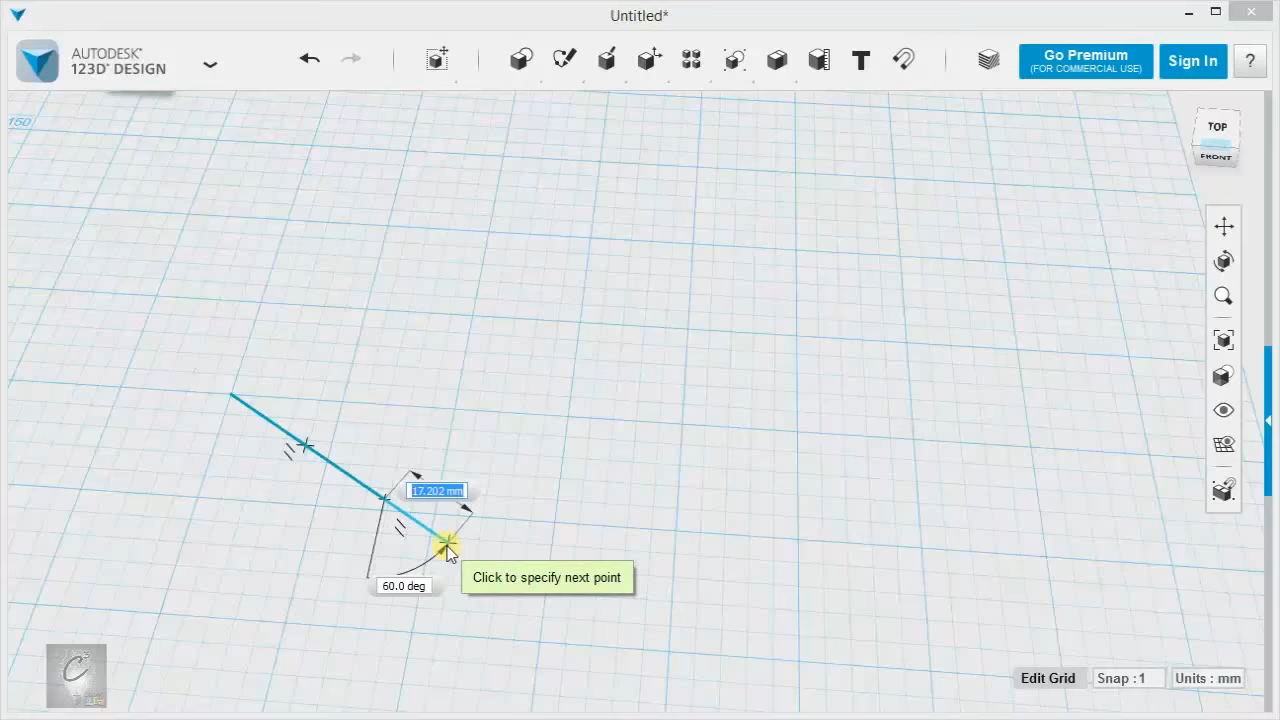 Untitled*
AUTODESK®
123D® DESIGN
Go Premium
(FOR COMMERCIAL USE)
Sign In
?
150
TOP
FRONT
17.202 mm
60.0 deg
Click to specify next point
Edit Grid
Snap : 1
Units : mm